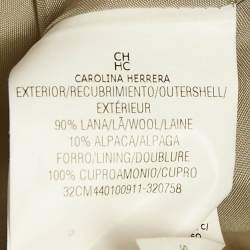 CH
HC
CAROLINA HERRERA
EXTERIOR/RECUBRIMIENTO/OUTERSHELL/
EXTÉRIEUR
90% LANA/LÃ/WOOL/LAINE
10% ALPACA/ALPAGA
FORRO/LINING/DOUBLURE
100% CUPROAMONIO/CUPRO
32CM440100911-320758